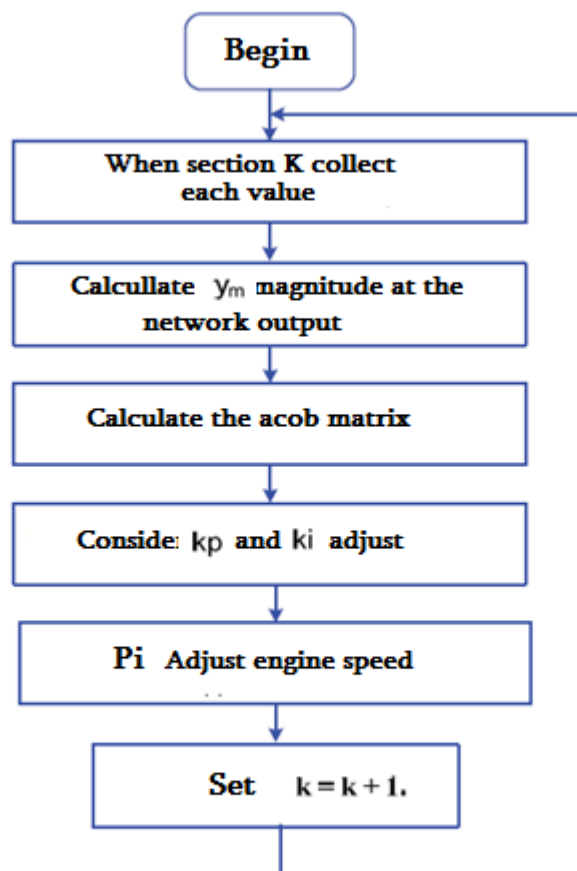 Begin
When section K collect
each value
Calcullate ym magnitude at the
network output
Calculate the acob matrix
Conside kp and ki adjust
Pi Adjust engine speed
Set k = k + 1.